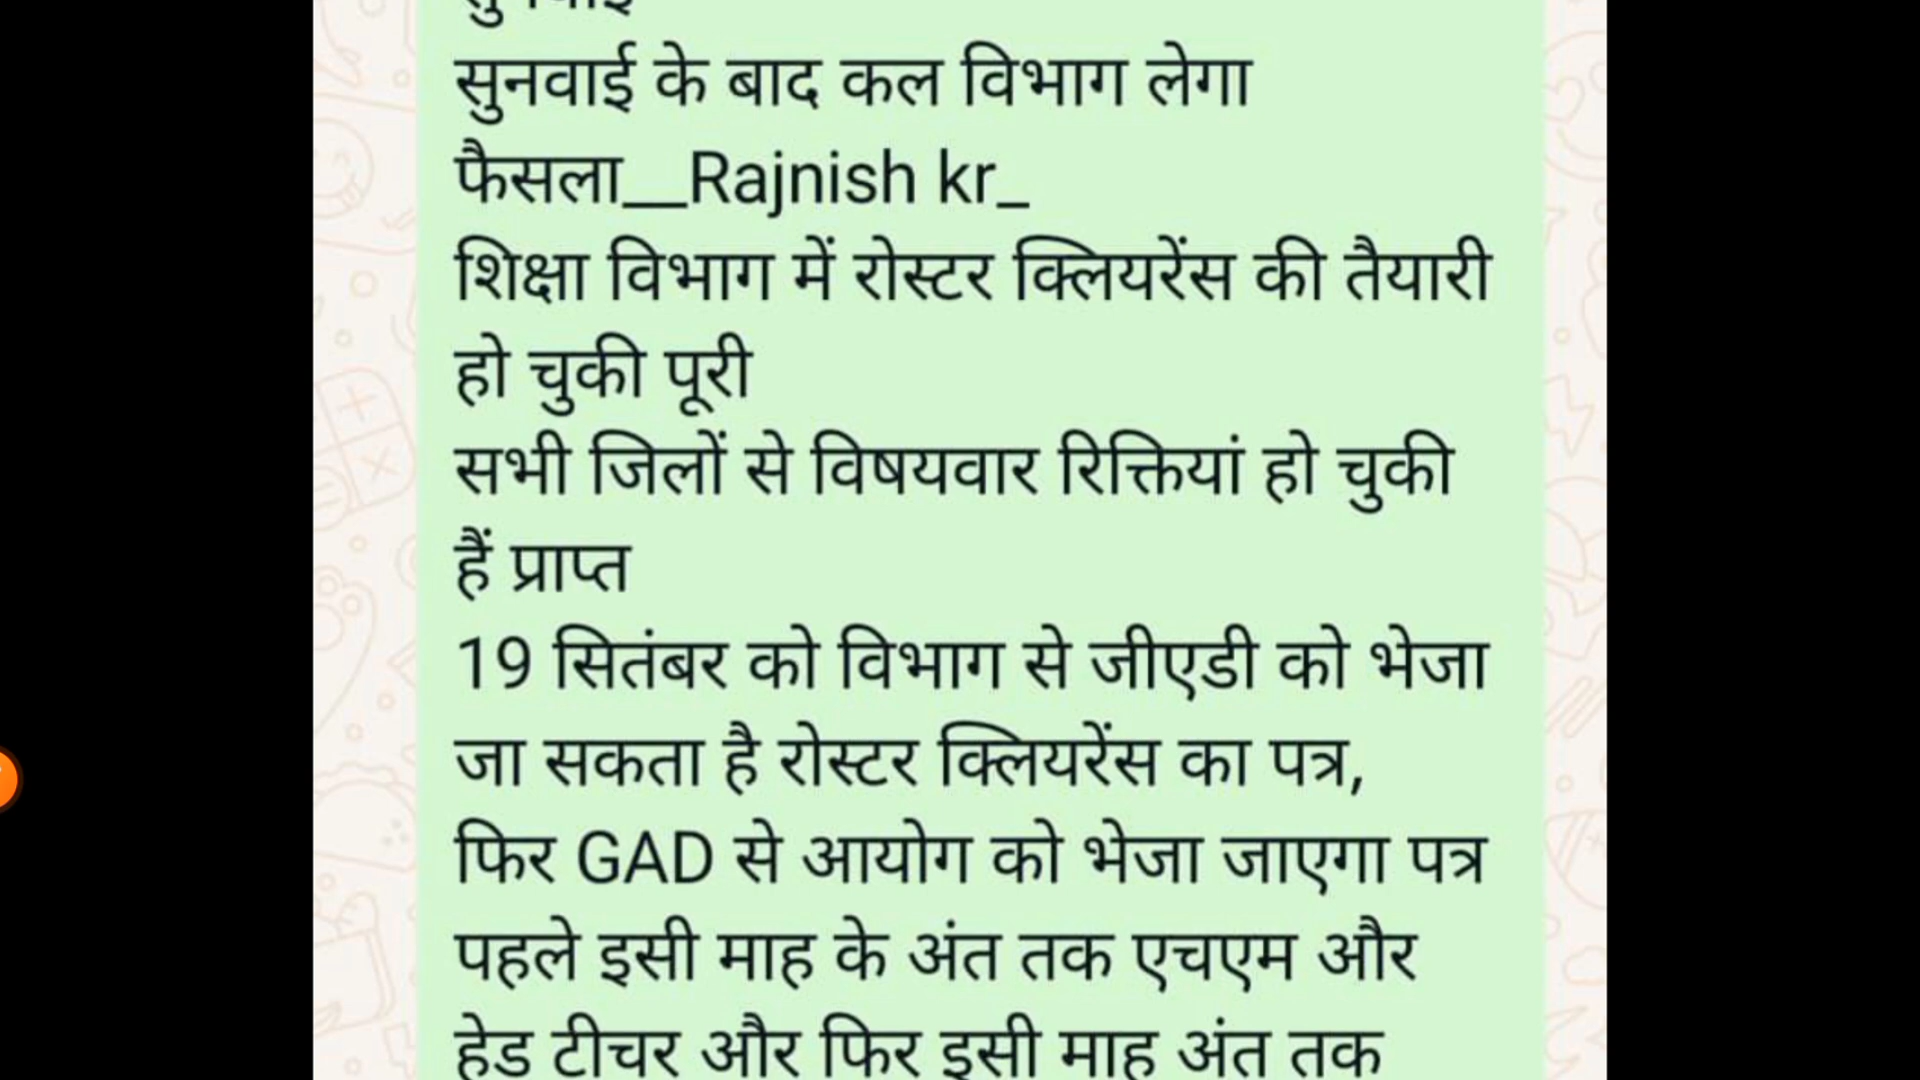 सुनवाई के बाद कल विभाग लेगा
फैसला__Rajnish kr_
शिक्षा विभाग में रोस्टर क्लियरेंस की तैयारी
हो चुकी पूरी
सभी जिलों से विषयवार रिक्तियां हो चुकी
हैं प्राप्त
19 सितंबर को विभाग से जीएडी को भेजा
जा सकता है रोस्टर क्लियरेंस का पत्र,
फिर GAD से आयोग को भेजा जाएगा पत्र
पहले इसी माह के अंत तक एचएम और
हेड टीचर और फिर इसी माह अंत तक